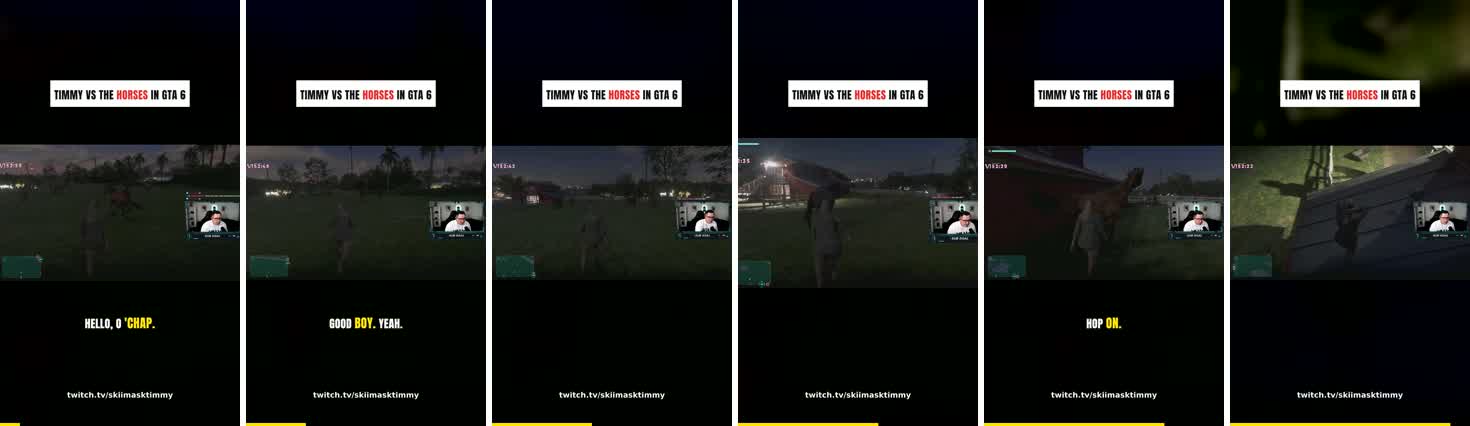 TIMMY VS THE HORSES IN GTA 6
HELLO, O 'CHAP.
twitch.tv/skiimasktimmy
TIMMY VS THE HORSES IN GTA 6
GOOD BOY. YEAH.
twitch.tv/skiimasktimmy
TIMMY VS THE HORSES IN GTA 6
twitch.tv/skiimasktimmy
TIMMY VS THE HORSES IN GTA 6
twitch.tv/skiimasktimmy
TIMMY VS THE HORSES IN GTA 6
HOP ON.
twitch.tv/skiimasktimmy
TIMMY VS THE HORSES IN GTA 6
twitch.tv/skiimasktimmy